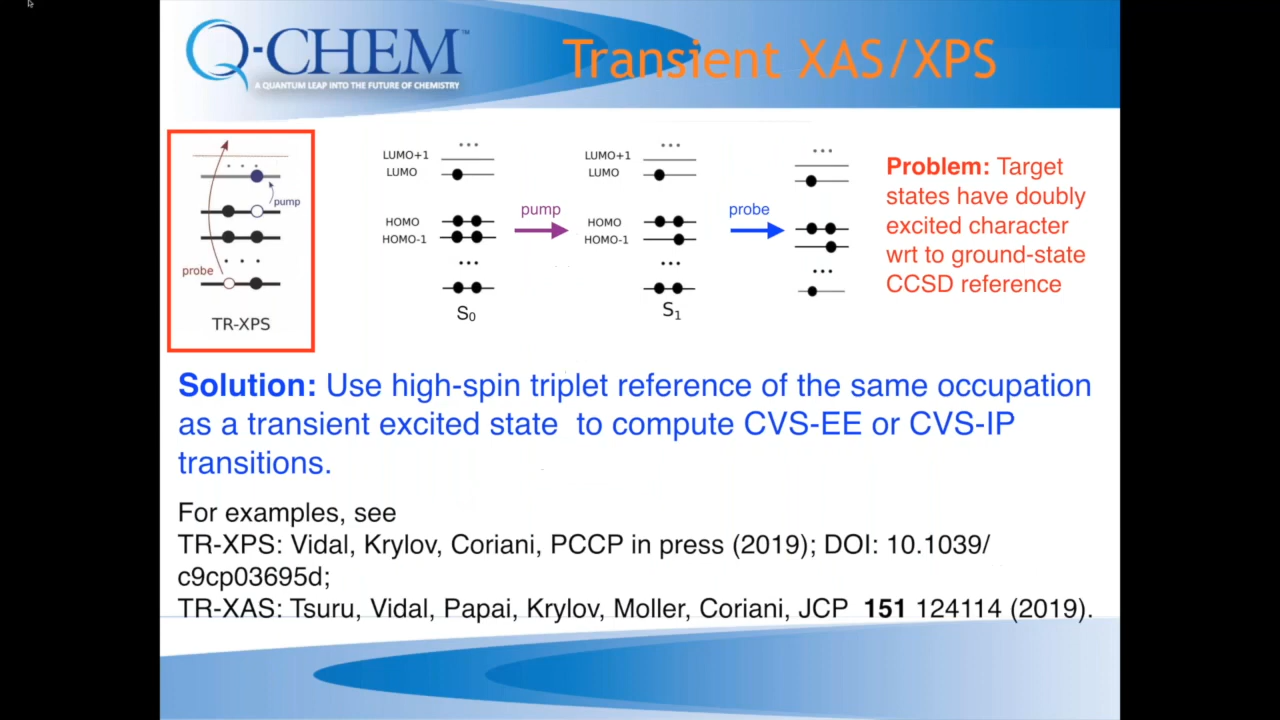 Q-CHEM™
A QUANTUM LEAP INTO THE FUTURE OF CHEMISTRY
Transient XAS/XPS
pump
probe
TR-XPS
LUMO+1
LUMO
HOMO
HOMO-1
S₀
pump
LUMO+1
LUMO
HOMO
HOMO-1
S₁
probe
Problem: Target
states have doubly
excited character
wrt to ground-state
CCSD reference
Solution: Use high-spin triplet reference of the same occupation
as a transient excited state to compute CVS-EE or CVS-IP
transitions.
For examples, see
TR-XPS: Vidal, Krylov, Coriani, PCCP in press (2019); DOI: 10.1039/
c9cp03695d;
TR-XAS: Tsuru, Vidal, Papai, Krylov, Moller, Coriani, JCP 151 124114 (2019).